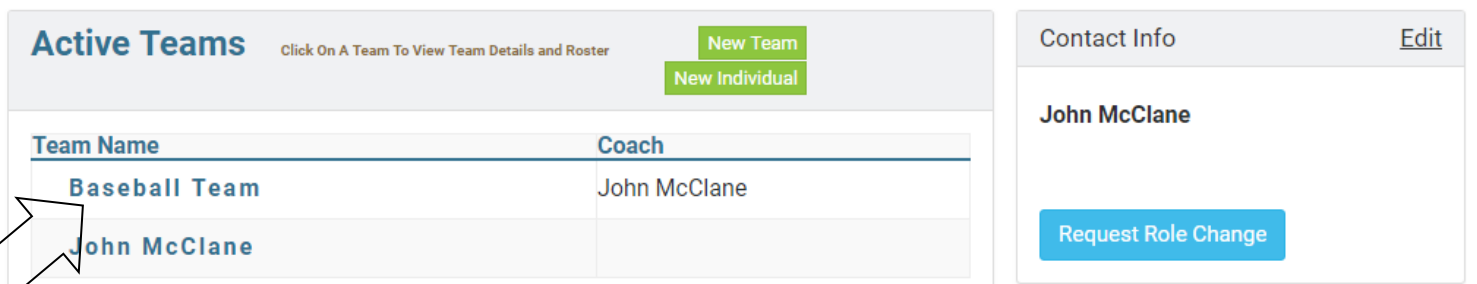 Active Teams Click On A Team To View Team Details and Roster New Team
New Individual
Team Name Coach
Baseball Team John McClane
John McClane
Contact Info Edit
John McClane
Request Role Change